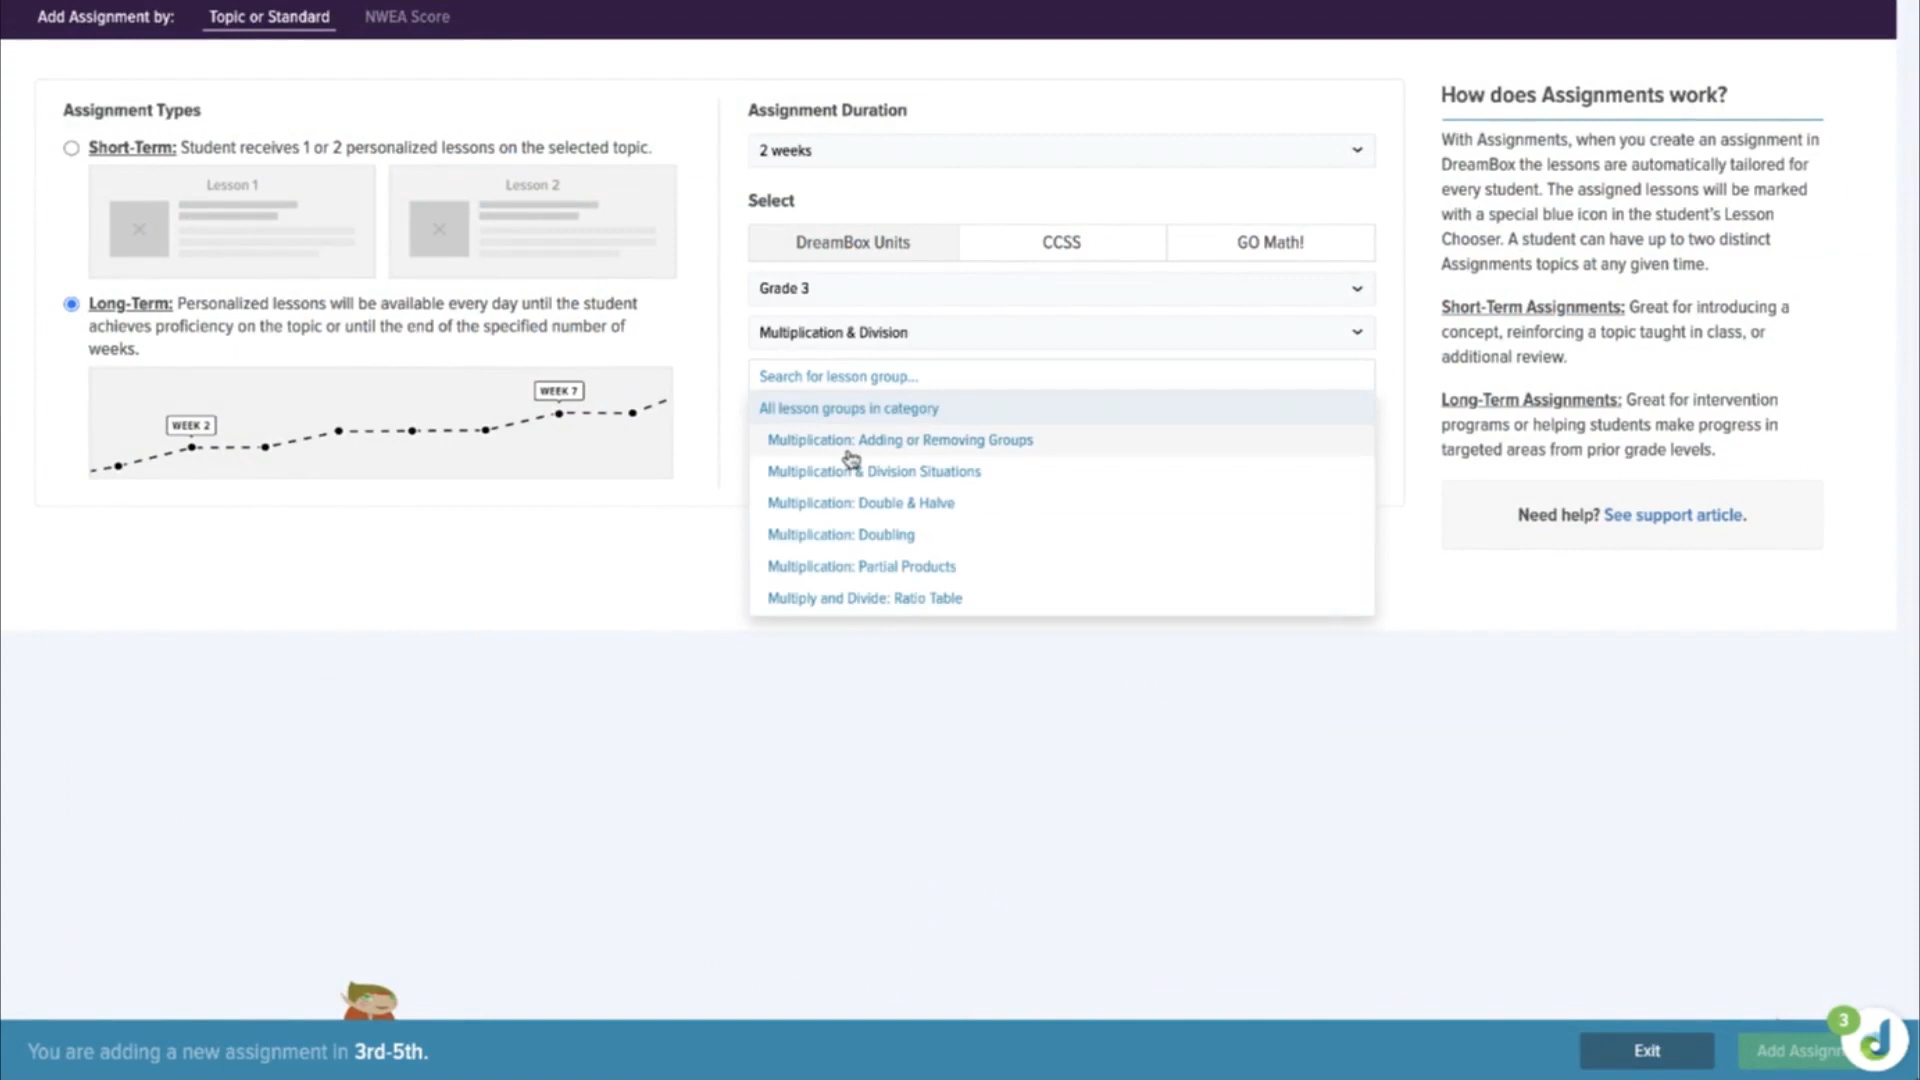 Add Assignment by: Topic or Standard NWEA Score
Assignment Types
Short-Term: Student receives 1 or 2 personalized lessons on the selected topic.
Lesson 1
Lesson 2
Long-Term: Personalized lessons will be available every day until the student
achieves proficiency on the topic or until the end of the specified number of
weeks.
WEEK 2
WEEK 7
Assignment Duration
2 weeks
Select
DreamBox Units CCSS GO Math!
Grade 3
Multiplication & Division
Search for lesson group...
All lesson groups in category
Multiplication: Adding or Removing Groups
Multiplication & Division Situations
Multiplication: Double & Halve
Multiplication: Doubling
Multiplication: Partial Products
Multiply and Divide: Ratio Table
How does Assignments work?
With Assignments, when you create an assignment in
DreamBox the lessons are automatically tailored for
every student. The assigned lessons will be marked
with a special blue icon in the student's Lesson
Chooser. A student can have up to two distinct
Assignments topics at any given time.
Short-Term Assignments: Great for introducing a
concept, reinforcing a topic taught in class, or
additional review.
Long-Term Assignments: Great for intervention
programs or helping students make progress in
targeted areas from prior grade levels.
Need help? See support article.
You are adding a new assignment in 3rd-5th.
Exit
Add
3